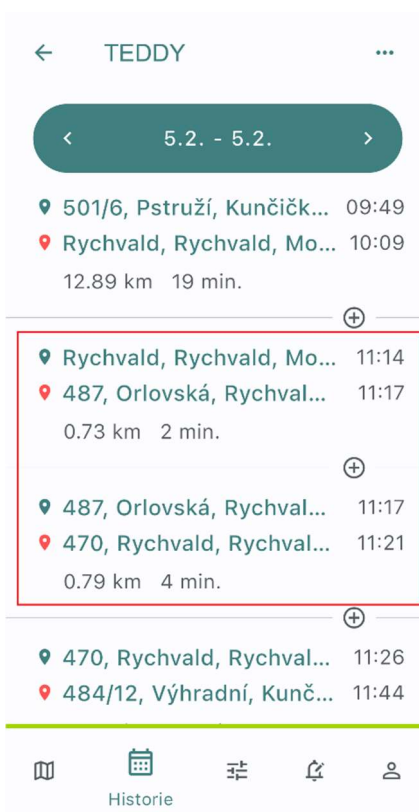 TEDDY
5.2. - 5.2.
501/6, Pstruží, Kunčičk... 09:49
Rychvald, Rychvald, Mo... 10:09
12.89 km 19 min.
Rychvald, Rychvald, Mo... 11:14
487, Orlovská, Rychval... 11:17
0.73 km 2 min.
487, Orlovská, Rychval... 11:17
470, Rychvald, Rychval... 11:21
0.79 km 4 min.
470, Rychvald, Rychval... 11:26
484/12, Výhradní, Kunč... 11:44
Historie